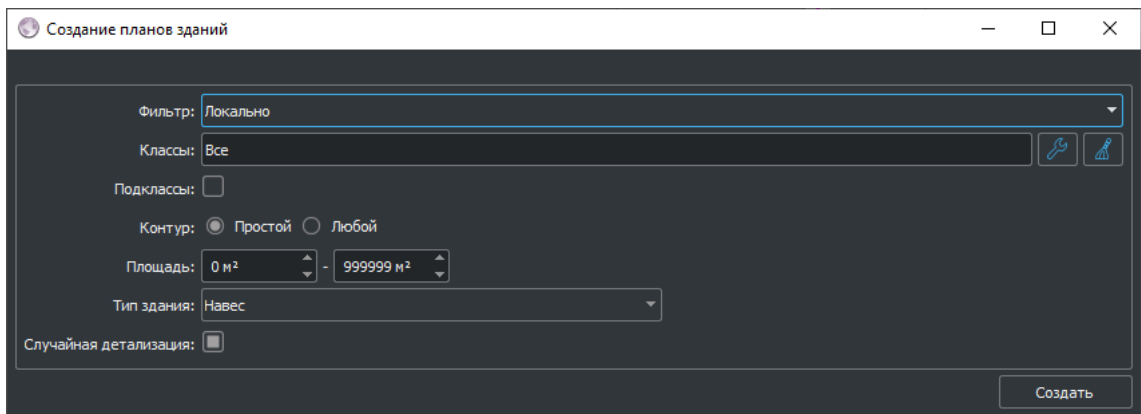 Создание планов зданий
Фильтр: Локально
Классы: Все
Подклассы:
Контур: Простой Любой
Площадь: 0 м² - 999999 м²
Тип здания: Навес
Случайная детализация:
Создать